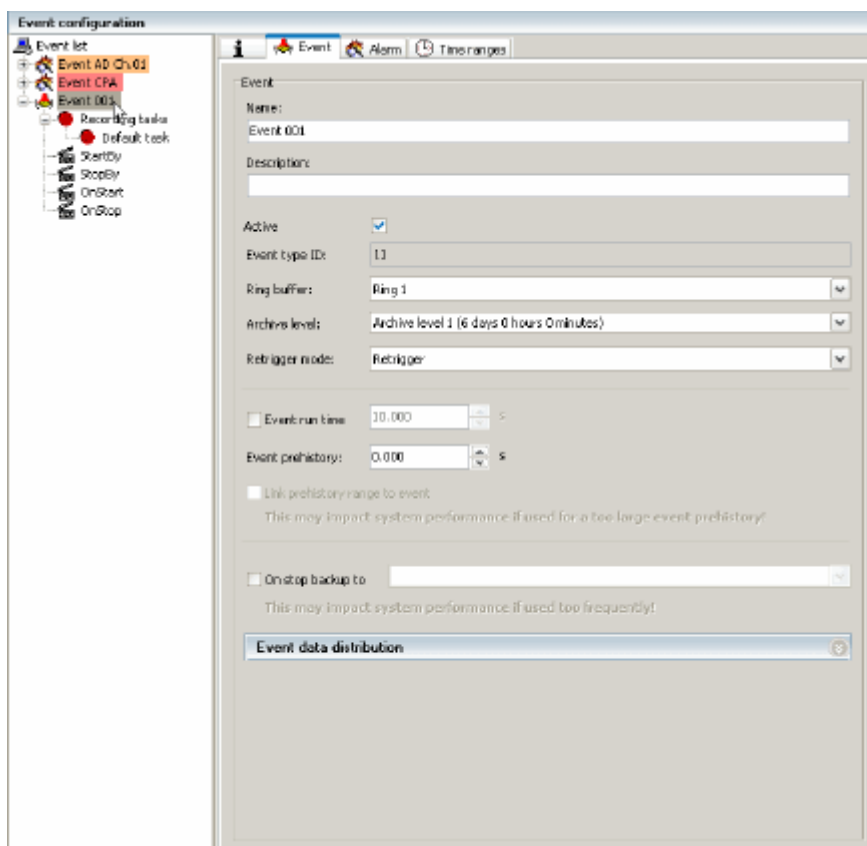 Event configuration
Event list
Event AD Ch.01
Event CPA
Event 001
Recording tasks
Default task
StartBy
StopBy
OnStart
OnStop
i
Event
Alarm
Time ranges
Event
Name:
Event 001
Description:
Active
Event type ID:
Ring buffer:
Ring 1
Archive level:
Archive level 1 (6 days 0 hours 0 minutes)
Retrigger mode:
Retrigger
Event run time
10.000
s
Event prehistory:
0.000
s
Link prehistory range to event
This may impact system performance if used for a too large event prehistory!
On stop backup to
This may impact system performance if used too frequently!
Event data distribution